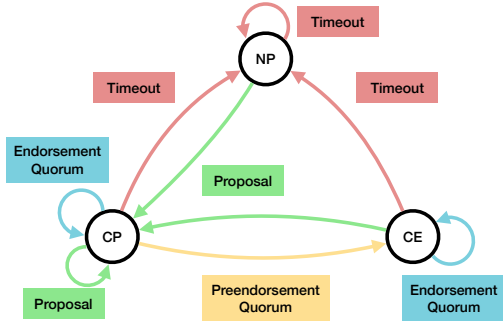 Timeout
NP
Timeout
Timeout
Endorsement
Quorum
Proposal
CP
CE
Proposal
Preendorsement
Quorum
Endorsement
Quorum